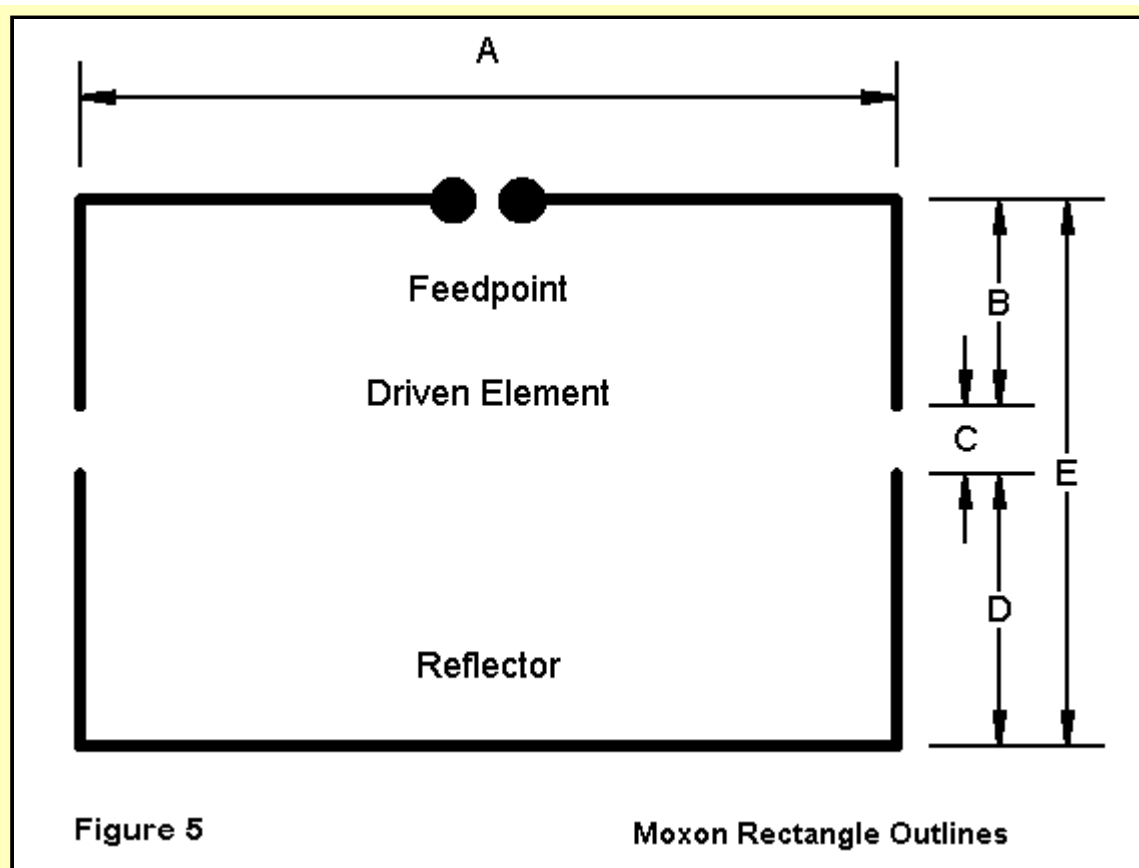 A
Feedpoint
B
Driven Element
C
E
D
Reflector
Figure 5
Moxon Rectangle Outlines